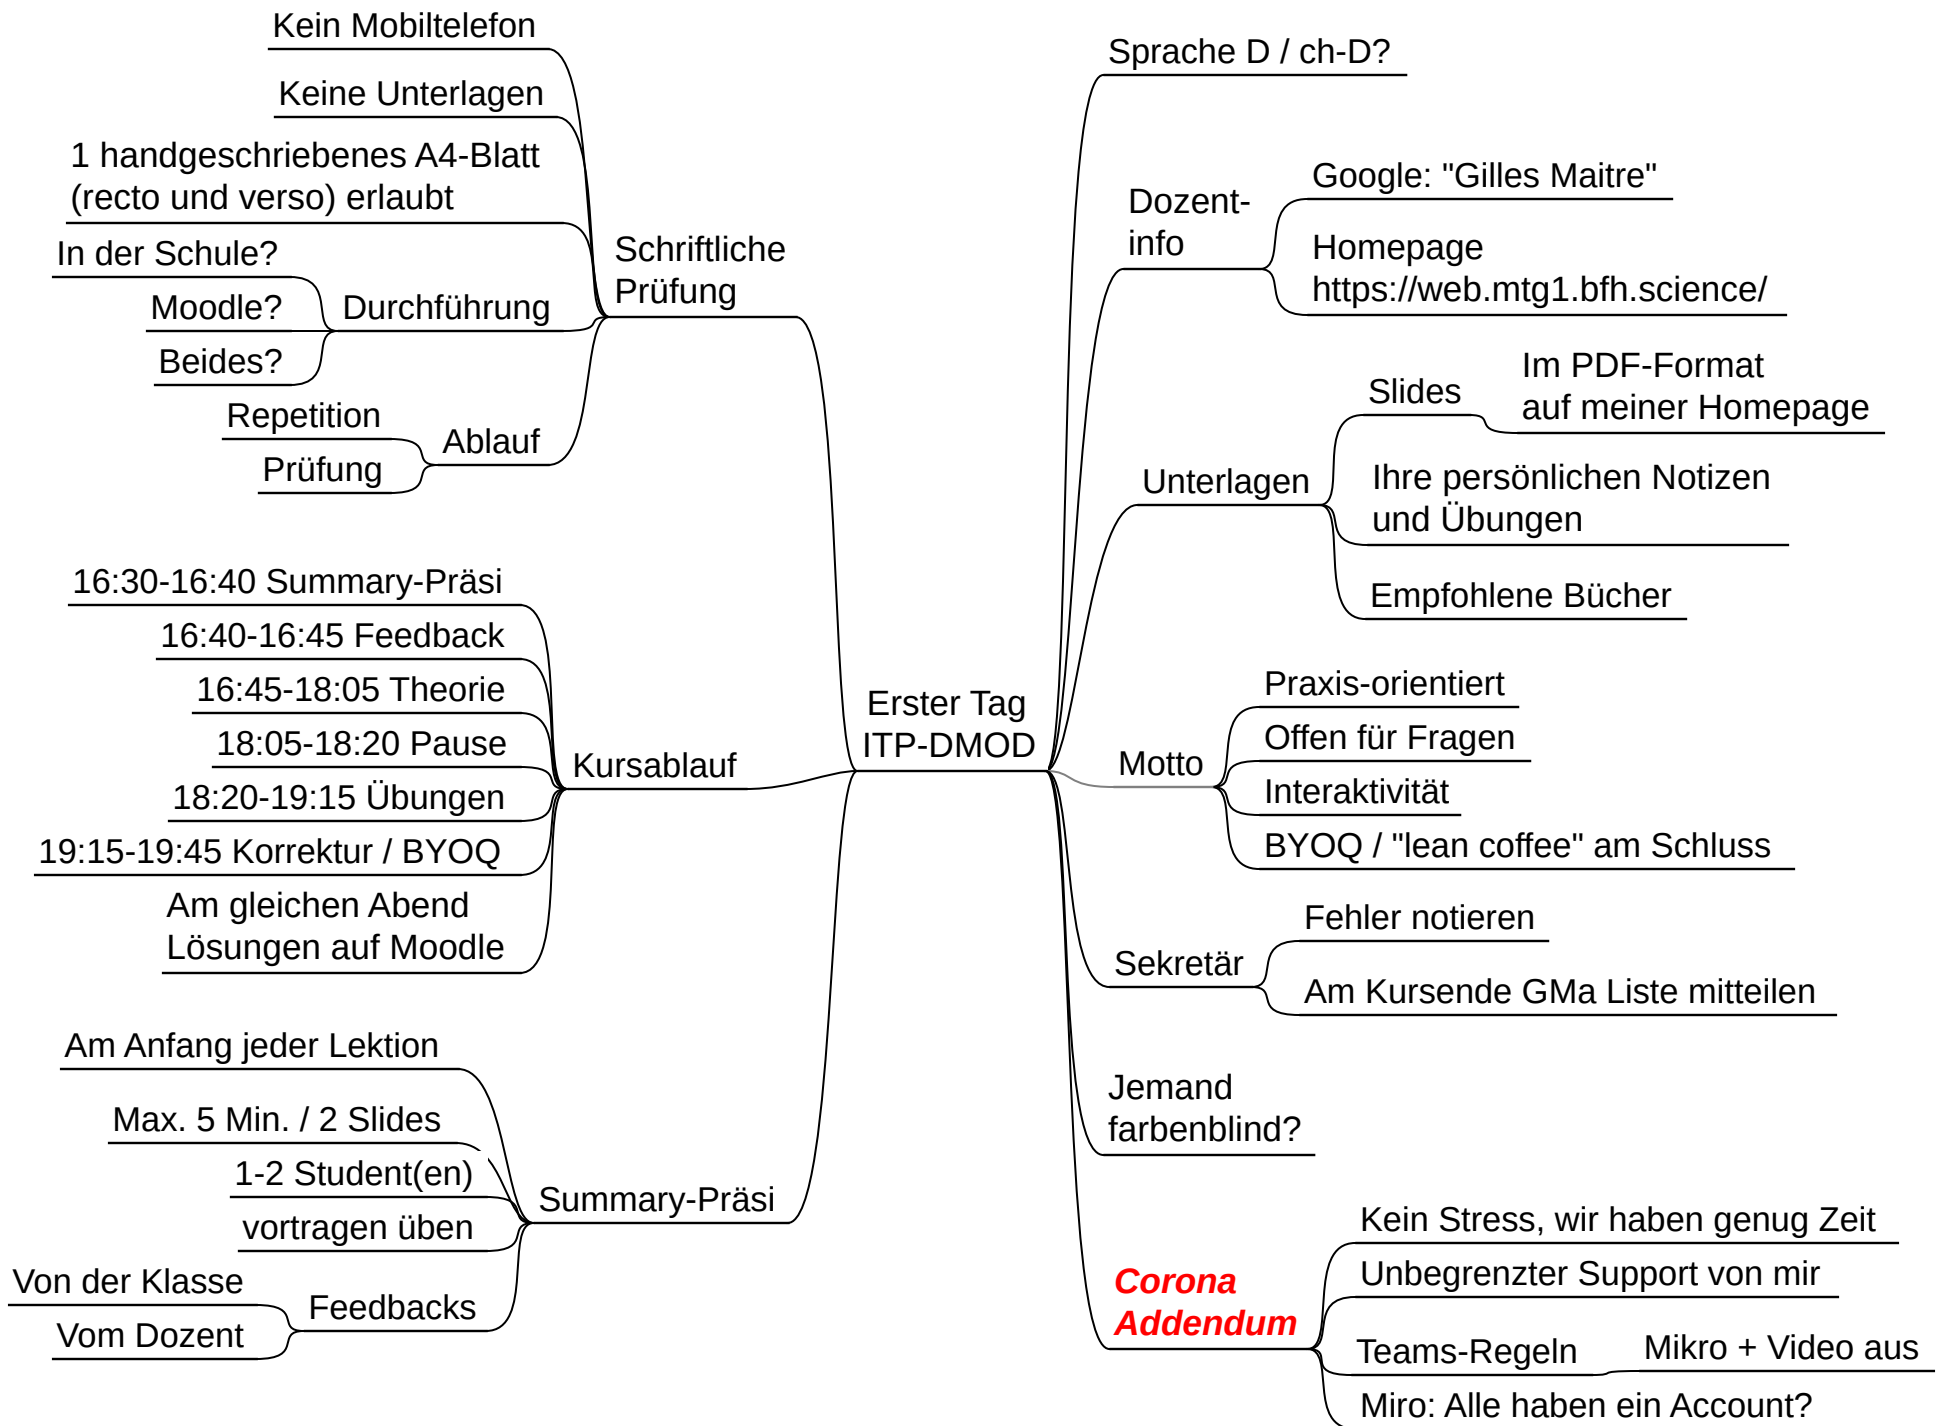 Erster Tag
ITP-DMOD
Schriftliche
Prüfung
Kein Mobiltelefon
Keine Unterlagen
1 handgeschriebenes A4-Blatt
(recto und verso) erlaubt
Durchführung
In der Schule?
Moodle?
Beides?
Ablauf
Repetition
Prüfung
Kursablauf
16:30-16:40 Summary-Präsi
16:40-16:45 Feedback
16:45-18:05 Theorie
18:05-18:20 Pause
18:20-19:15 Übungen
19:15-19:45 Korrektur / BYOQ
Am gleichen Abend
Lösungen auf Moodle
Summary-Präsi
Am Anfang jeder Lektion
Max. 5 Min. / 2 Slides
1-2 Student(en)
vortragen üben
Feedbacks
Von der Klasse
Vom Dozent
Sprache D / ch-D?
Dozent-
info
Google: "Gilles Maitre"
Homepage
https://web.mtg1.bfh.science/
Unterlagen
Slides
Im PDF-Format
auf meiner Homepage
Ihre persönlichen Notizen
und Übungen
Empfohlene Bücher
Motto
Praxis-orientiert
Offen für Fragen
Interaktivität
BYOQ / "lean coffee" am Schluss
Sekretär
Fehler notieren
Am Kursende GMa Liste mitteilen
Jemand
farbenblind?
Corona
Addendum
Kein Stress, wir haben genug Zeit
Unbegrenzter Support von mir
Teams-Regeln
Mikro + Video aus
Miro: Alle haben ein Account?